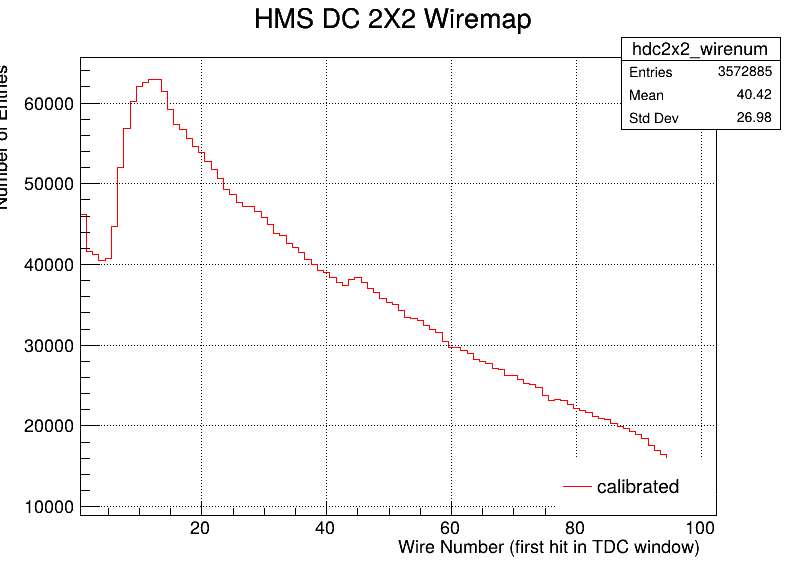 HMS DC 2X2 Wiremap
hdc2x2_wirenum
Entries 3572885
Mean 40.42
Std Dev 26.98
Number of Entries
60000
50000
40000
30000
20000
10000
calibrated
20 40 60 80 100
Wire Number (first hit in TDC window)